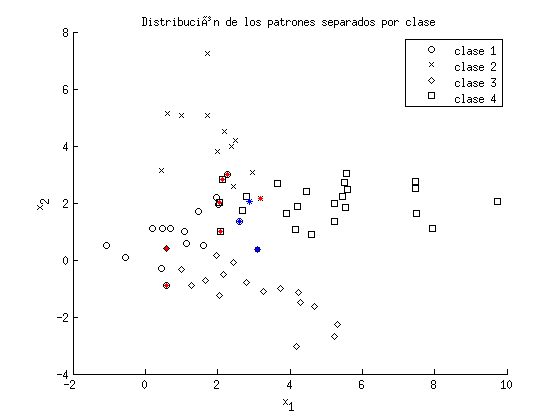 DistribuciÃ³n de los patrones separados por clase
clase 1
clase 2
clase 3
clase 4
8
6
4
2
0
-2
-4
x2
-2
0
2
4
6
8
10
x1